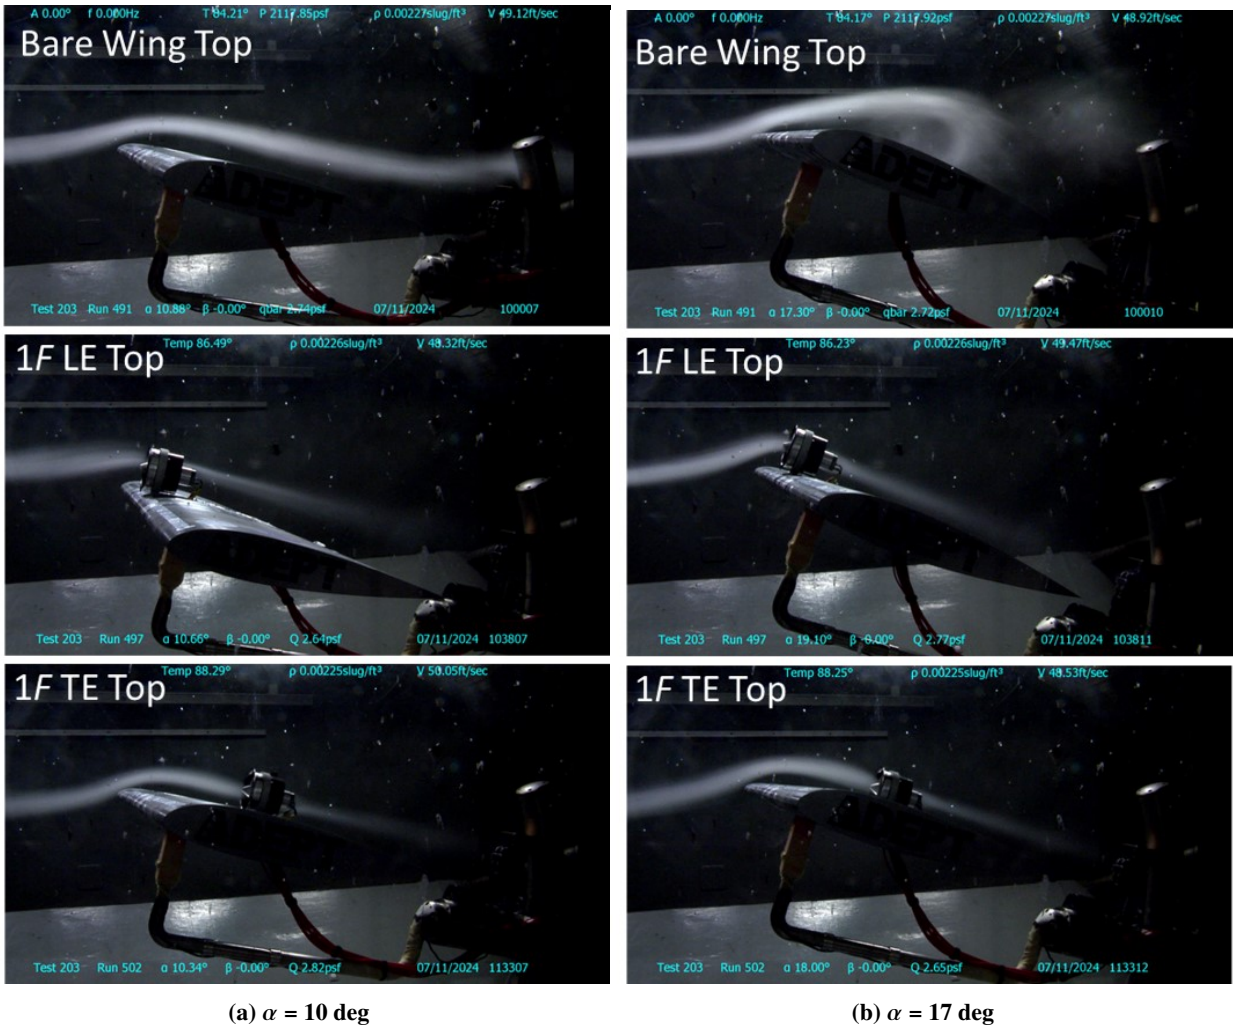 A 0.00° f 0.000Hz T 84.21° P 2117.85psf ρ 0.00227slug/ft³ V 49.12ft/sec
Bare Wing Top
ADEPT
Test 203 Run 491 α 10.88° β -0.00° qbar 2.74psf 07/11/2024 100007
A 0.00° f 0.000Hz T 84.17° P 2117.92psf ρ 0.00227slug/ft³ V 48.92ft/sec
Bare Wing Top
ADEPT
Test 203 Run 491 α 17.30° β -0.00° qbar 2.72psf 07/11/2024 100010
Temp 86.49° ρ 0.00226slug/ft³ V 48.32ft/sec
1F LE Top
ADEPT
Test 203 Run 497 α 10.66° β -0.00° Q 2.64psf 07/11/2024 103807
Temp 86.23° ρ 0.00226slug/ft³ V 49.47ft/sec
1F LE Top
ADEPT
Test 203 Run 497 α 19.10° β -0.00° Q 2.77psf 07/11/2024 103811
Temp 88.29° ρ 0.00225slug/ft³ V 50.05ft/sec
1F TE Top
ADEPT
Test 203 Run 502 α 10.34° β -0.00° Q 2.82psf 07/11/2024 113307
Temp 88.25° ρ 0.00225slug/ft³ V 48.53ft/sec
1F TE Top
ADEPT
Test 203 Run 502 α 18.00° β -0.00° Q 2.65psf 07/11/2024 113312
(a) α = 10 deg
(b) α = 17 deg